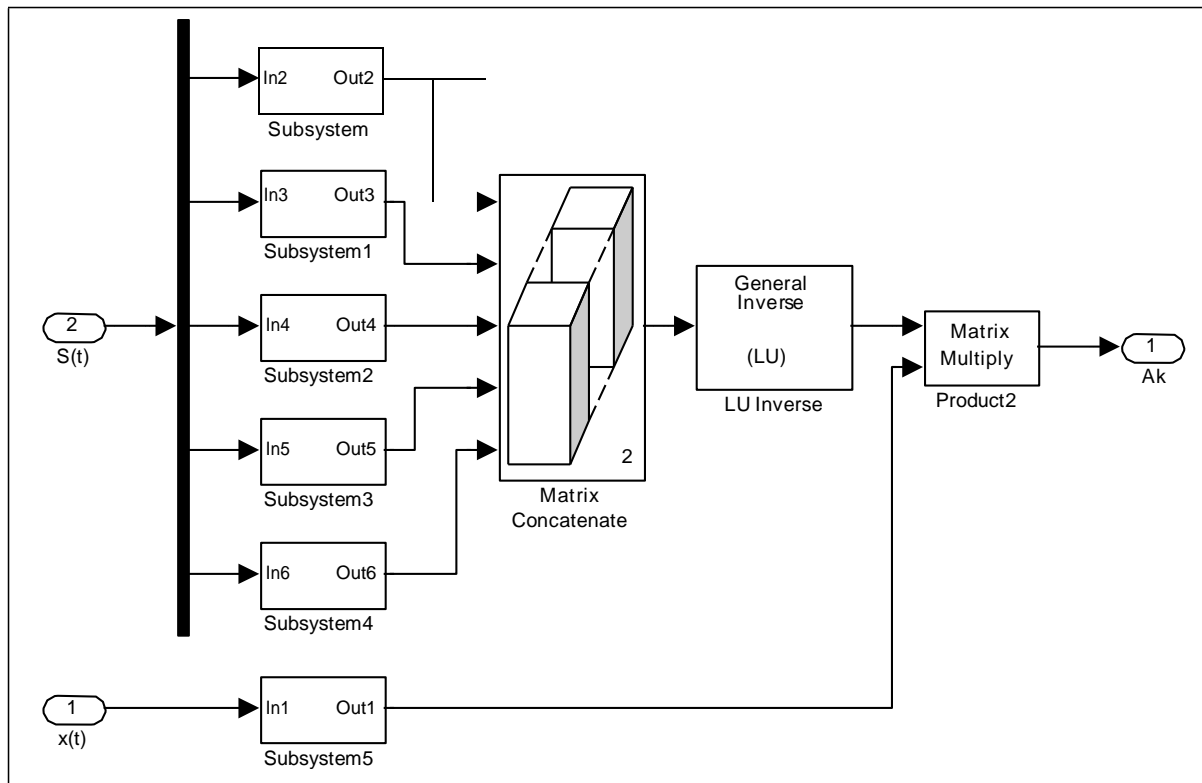 In2 Out2
Subsystem
In3 Out3
Subsystem1
2
S(t)
In4 Out4
Subsystem2
In5 Out5
Subsystem3
In6 Out6
Subsystem4
1
x(t)
In1 Out1
Subsystem5
2
Matrix
Concatenate
General
Inverse
(LU)
LU Inverse
Matrix
Multiply
Product2
1
Ak